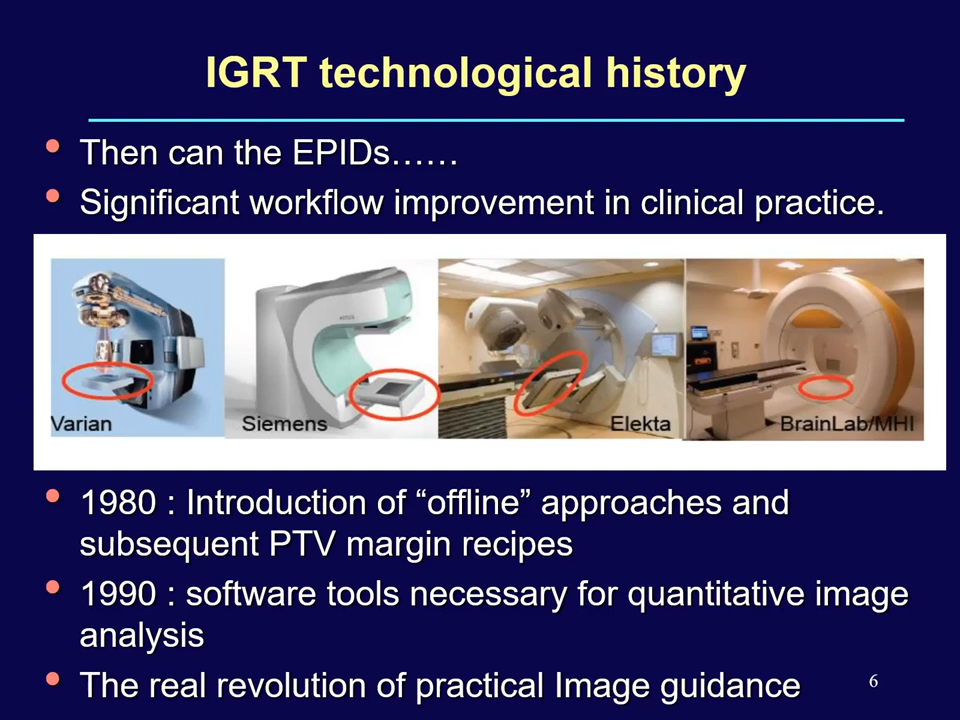 IGRT technological history
• Then can the EPIDs……
• Significant workflow improvement in clinical practice.
Varian
Siemens
Elekta
BrainLab/MHI
• 1980 : Introduction of “offline” approaches and
subsequent PTV margin recipes
• 1990 : software tools necessary for quantitative image
analysis
• The real revolution of practical Image guidance
6